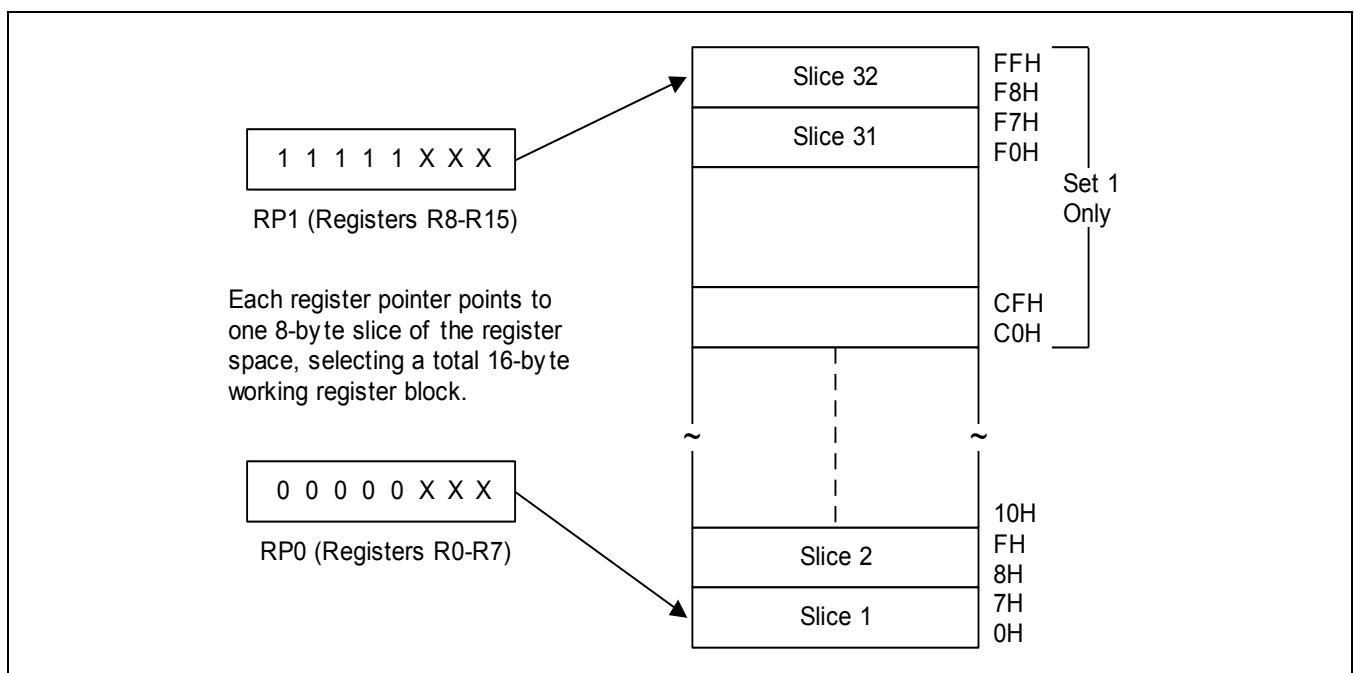 Slice 32
FFH
F8H
Slice 31
F7H
F0H
Set 1
Only
1 1 1 1 1 X X X
RP1 (Registers R8-R15)
Each register pointer points to
one 8-byte slice of the register
space, selecting a total 16-byte
working register block.
CFH
C0H
~ ~
0 0 0 0 0 X X X
RP0 (Registers R0-R7)
10H
Slice 2
FH
8H
Slice 1
7H
0H